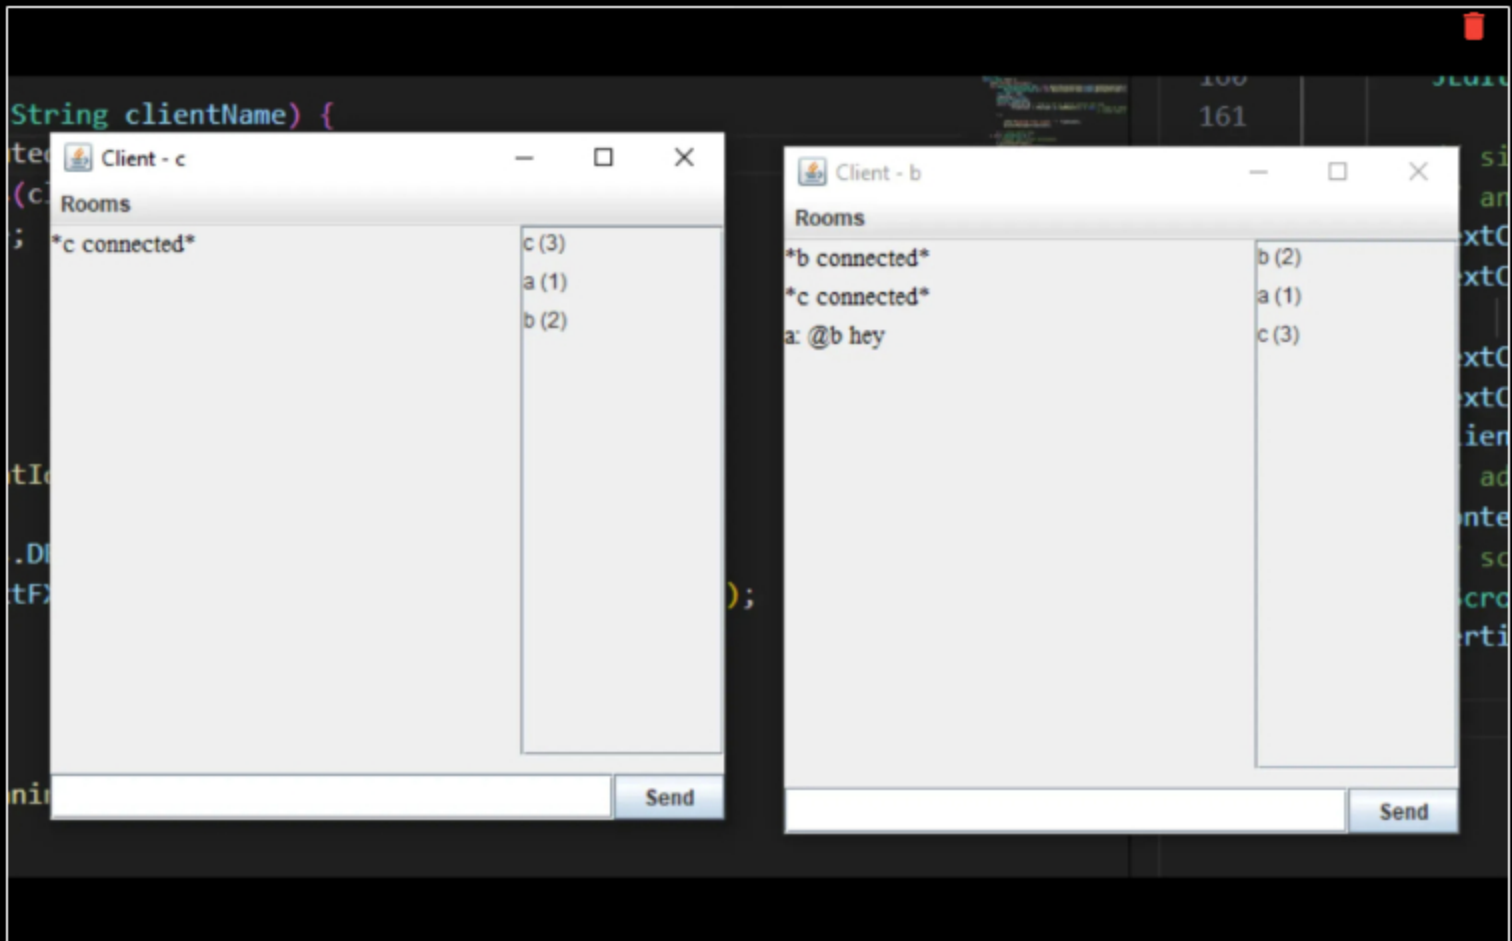 String clientName) {
161
Client - c
Rooms
*c connected*
c (3)
a (1)
b (2)
Send
Client - b
Rooms
*b connected*
*c connected*
a: @b hey
b (2)
a (1)
c (3)
Send
);